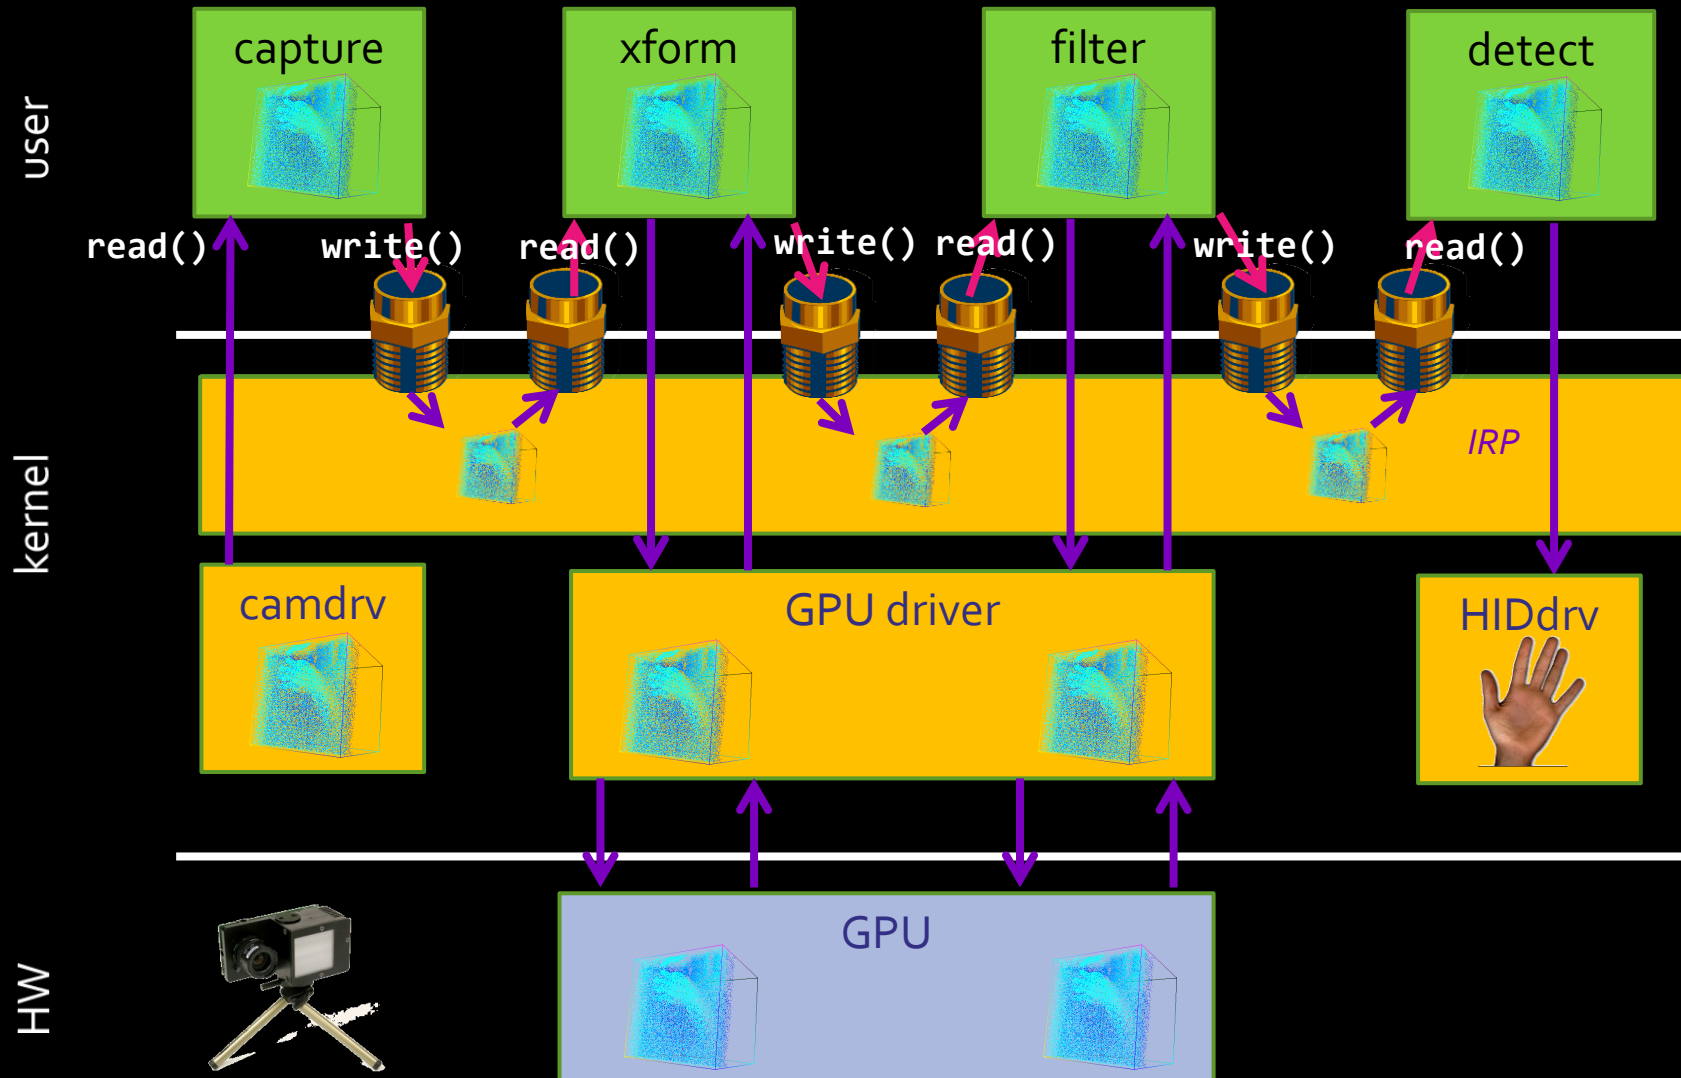 capture
xform
filter
detect
user
read()
write()
read()
write()
read()
write()
read()
IRP
kernel
camdrv
GPU driver
HIDdrv
GPU
HW